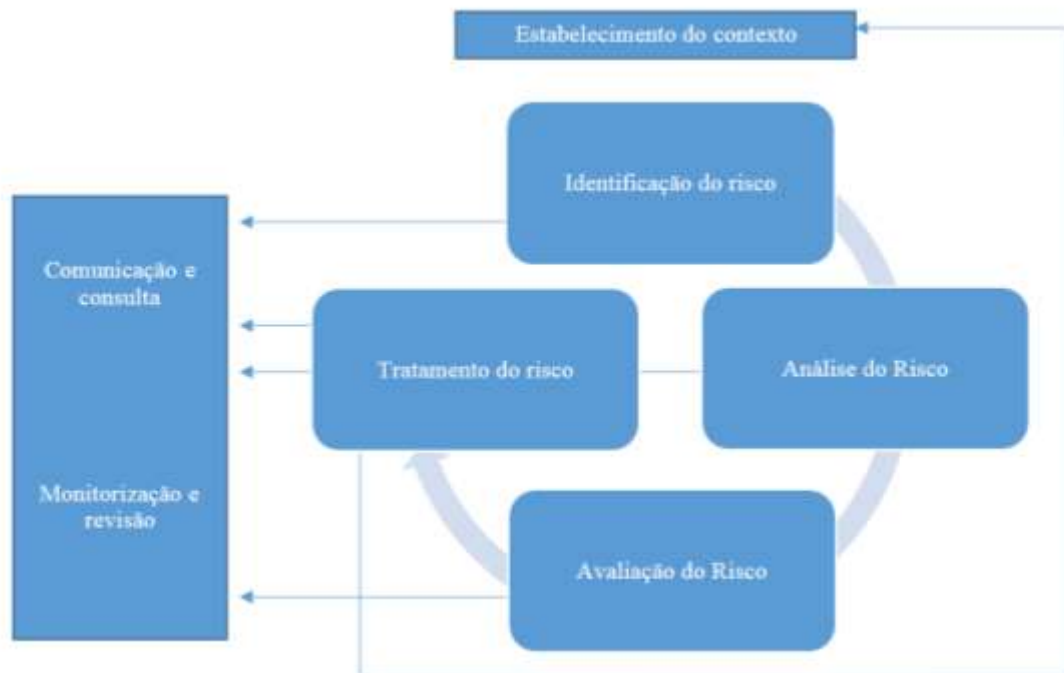 Estabelecimento do contexto
Identificação do risco
Comunicação e
consulta
Tratamento do risco
Análise do Risco
Monitorização e
revisão
Avaliação do Risco